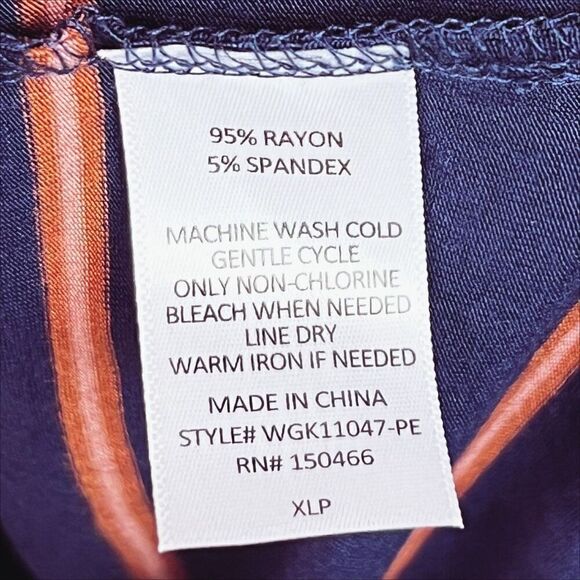 95% RAYON
5% SPANDEX
MACHINE WASH COLD
GENTLE CYCLE
ONLY NON-CHLORINE
BLEACH WHEN NEEDED
LINE DRY
WARM IRON IF NEEDED
MADE IN CHINA
STYLE# WGK11047-PE
RN# 150466
XLP